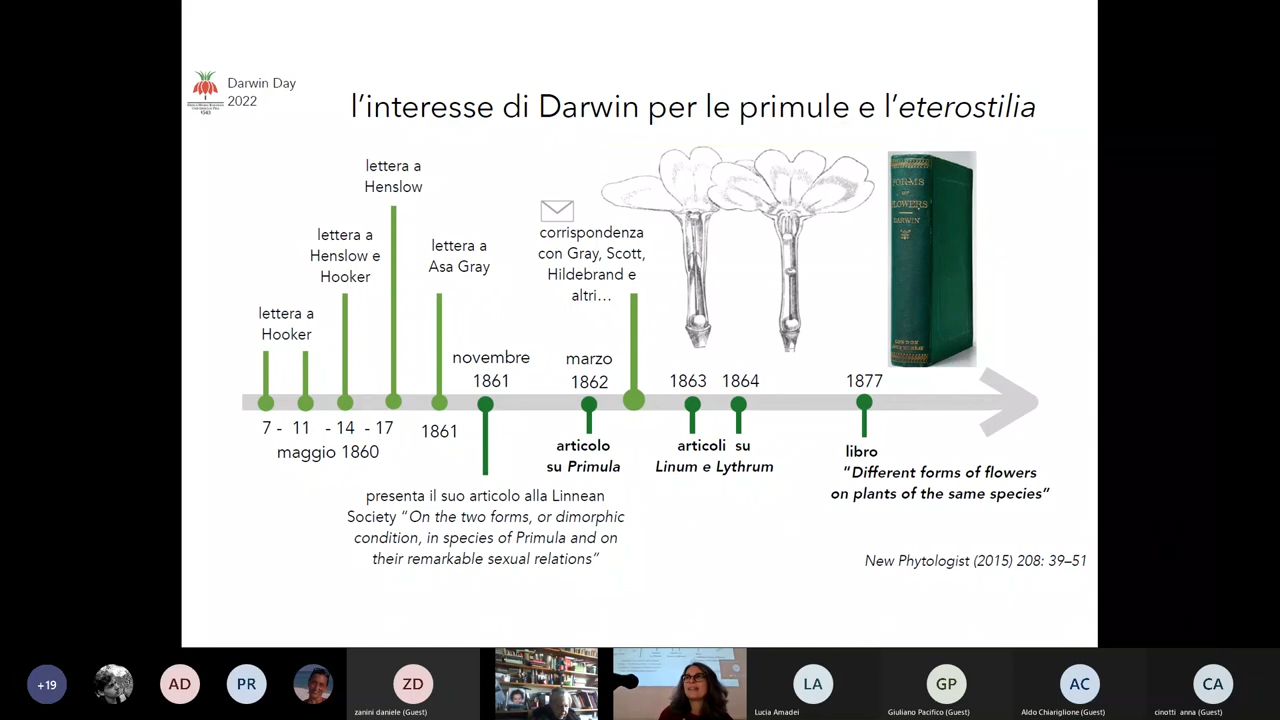 Darwin Day
2022
l'interesse di Darwin per le primule e l'eterostilia
lettera a
Henslow
lettera a
Henslow e
Hooker
lettera a
Asa Gray
lettera a
Hooker
corrispondenza
con Gray, Scott,
Hildebrand e
altri...
FORMS
OF
FLOWERS
DARWIN
novembre
1861
marzo
1862
1863
1864
1877
7 - 11 - 14 - 17
maggio 1860
1861
articolo
su Primula
articoli su
Linum e Lythrum
libro
“Different forms of flowers
on plants of the same species”
presenta il suo articolo alla Linnean
Society “On the two forms, or dimorphic
condition, in species of Primula and on
their remarkable sexual relations”
New Phytologist (2015) 208: 39–51
+19
AD
PR
ZD
zanini daniele (Guest)
LA
Lucia Amadei
GP
Giuliano Pacifico (Guest)
AC
Aldo Chiariglione (Guest)
CA
cinotti anna (Guest)